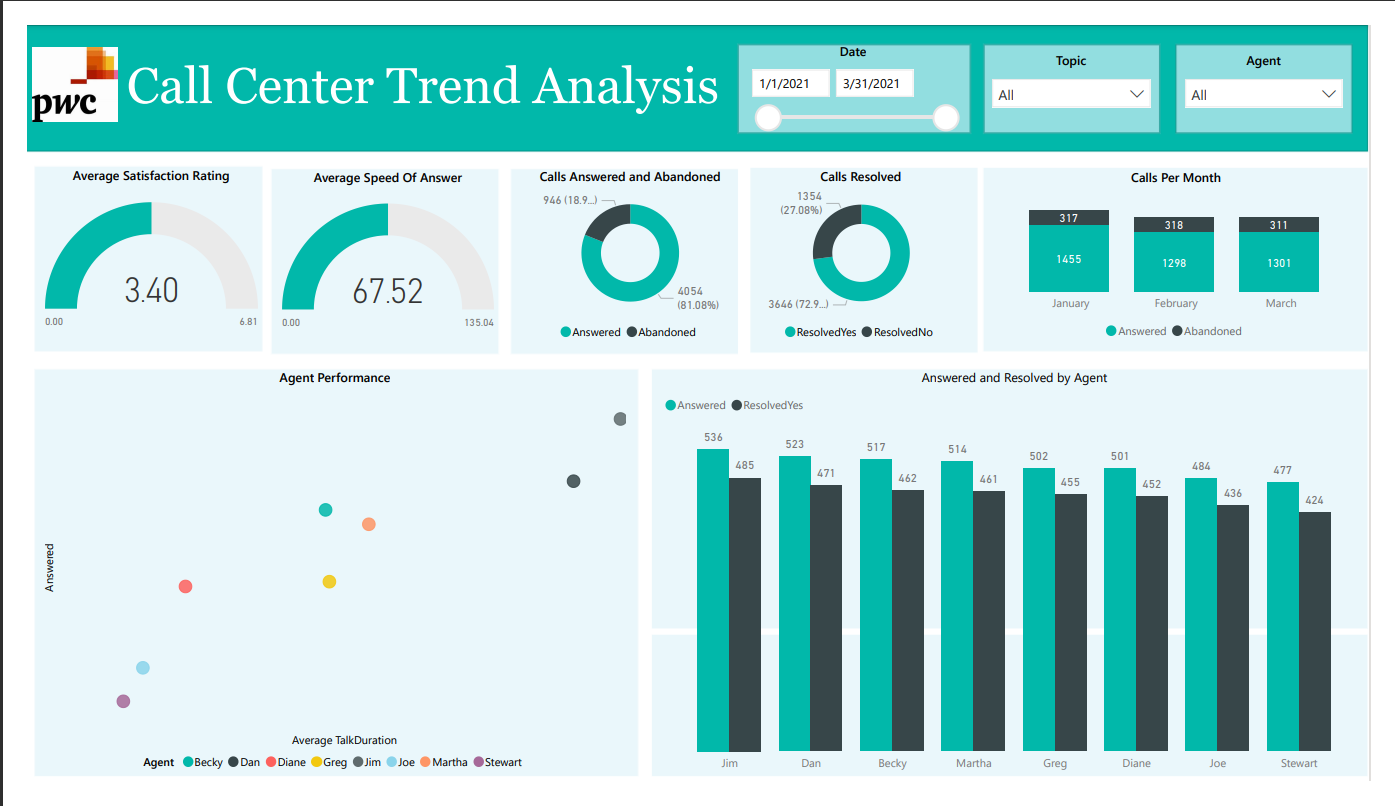 pwc
Call Center Trend Analysis
Date
1/1/2021
3/31/2021
Topic
All
Agent
All
Average Satisfaction Rating
3.40
0.00
6.81
Average Speed Of Answer
67.52
0.00
135.04
Calls Answered and Abandoned
946 (18.9...)
4054
(81.08%)
Answered Abandoned
Calls Resolved
1354
(27.08%)
3646 (72.9...)
ResolvedYes ResolvedNo
Calls Per Month
317
318
311
1455
1298
1301
January
February
March
Answered Abandoned
Agent Performance
Answered
Average TalkDuration
Agent Becky Dan Diane Greg Jim Joe Martha Stewart
Answered and Resolved by Agent
Answered ResolvedYes
536
485
523
471
517
462
514
461
502
455
501
452
484
436
477
424
Jim
Dan
Becky
Martha
Greg
Diane
Joe
Stewart